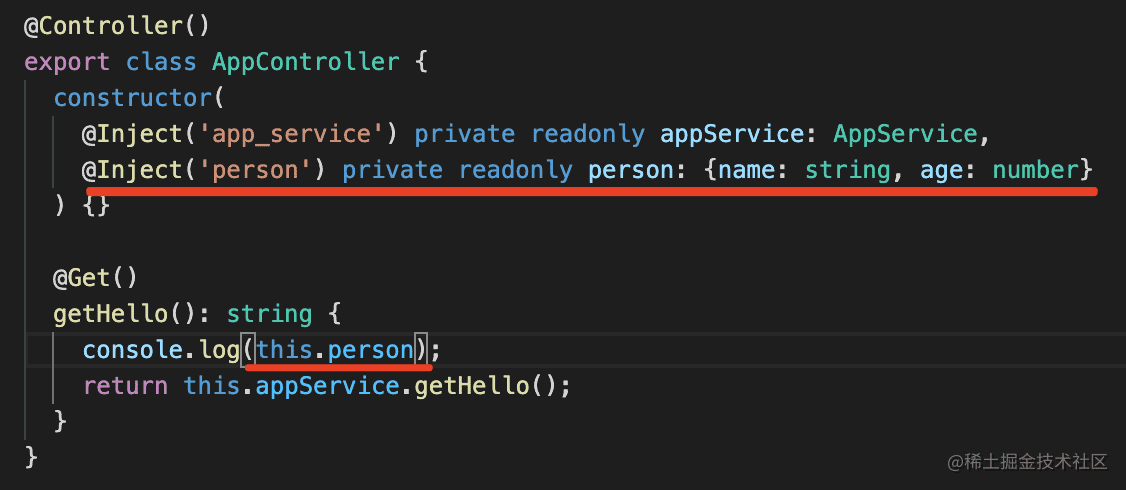 @Controller()
export class AppController {
  constructor(
    @Inject('app_service') private readonly appService: AppService,
    @Inject('person') private readonly person: {name: string, age: number}
  ) {}

  @Get()
  getHello(): string {
    console.log(this.person);
    return this.appService.getHello();
  }
}
@稀土掘金技术社区